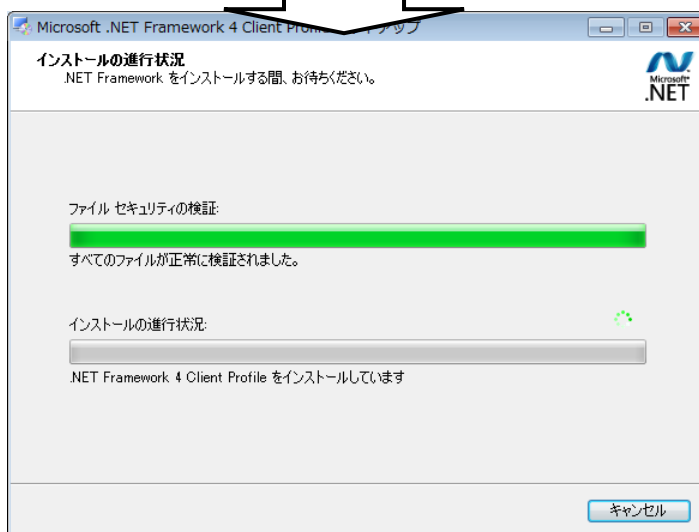 Microsoft .NET Framework 4 Client Pro アップ
インストールの進行状況
.NET Framework をインストールする間、お待ちください。
Microsoft
.NET
ファイル セキュリティの検証:
すべてのファイルが正常に検証されました。
インストールの進行状況:
.NET Framework 4 Client Profile をインストールしています
キャンセル